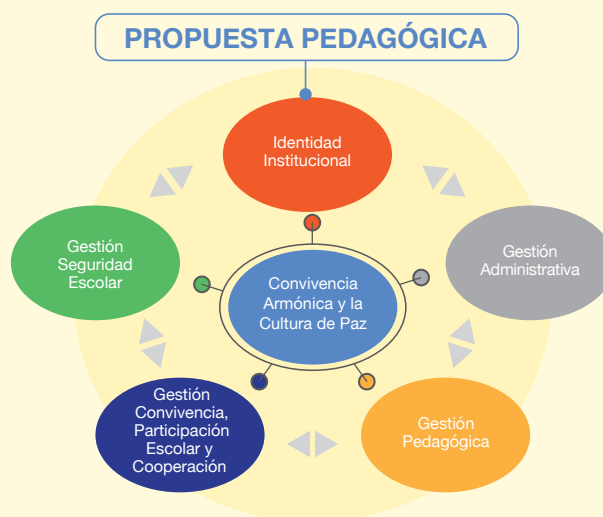 PROPUESTA PEDAGÓGICA
Identidad
Institucional
Gestión
Seguridad
Escolar
Gestión
Administrativa
Convivencia
Armónica y la
Cultura de Paz
Gestión
Convivencia,
Participación
Escolar y
Cooperación
Gestión
Pedagógica